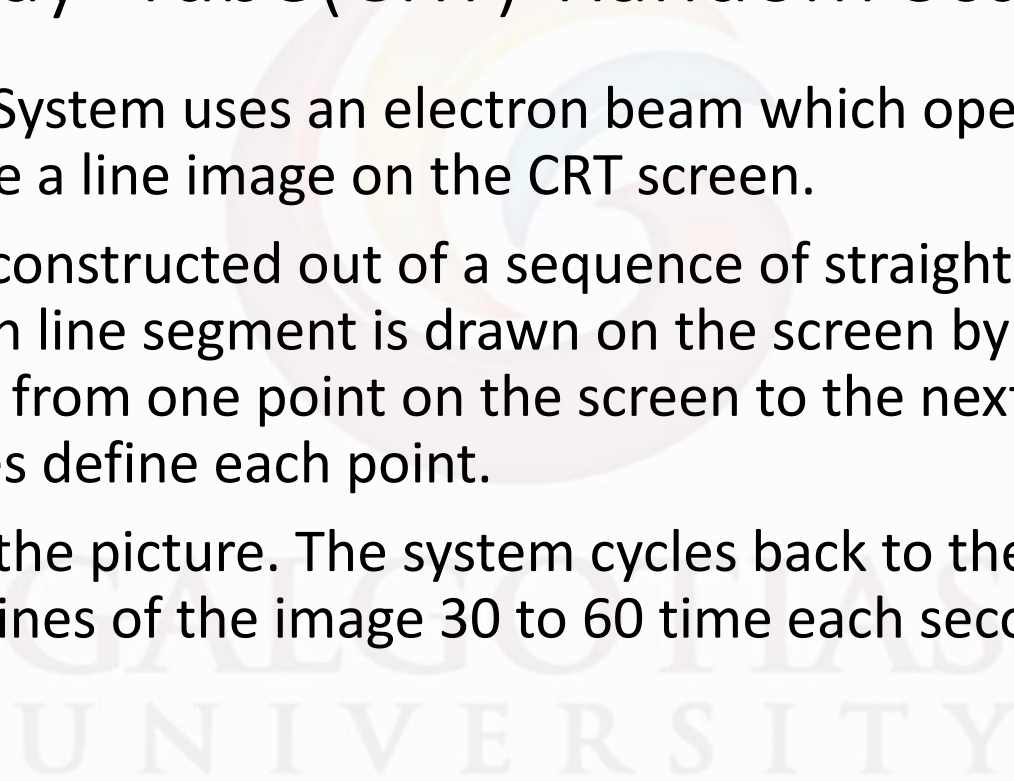 System uses an electron beam which ope
e a line image on the CRT screen.
constructed out of a sequence of straight
n line segment is drawn on the screen by
from one point on the screen to the next
es define each point.
the picture. The system cycles back to the
ines of the image 30 to 60 time each seco
GALGOTIAS
UNIVERSITY